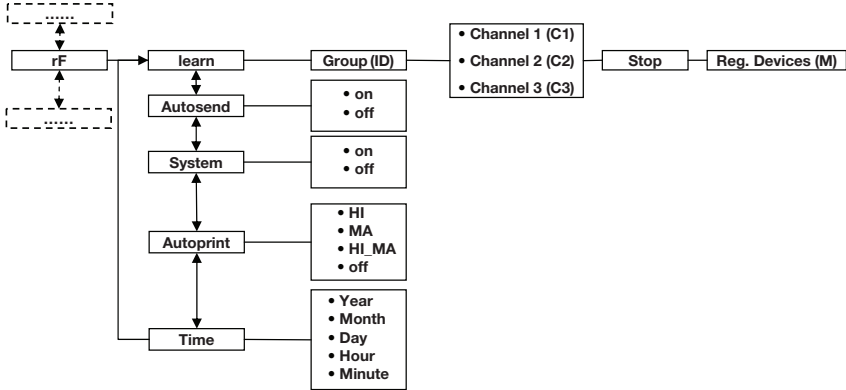 ......
rF
......
learn
Group (ID)
• Channel 1 (C1)
• Channel 2 (C2)
• Channel 3 (C3)
Stop
Reg. Devices (M)
Autosend
• on
• off
System
• on
• off
Autoprint
• HI
• MA
• HI_MA
• off
Time
• Year
• Month
• Day
• Hour
• Minute